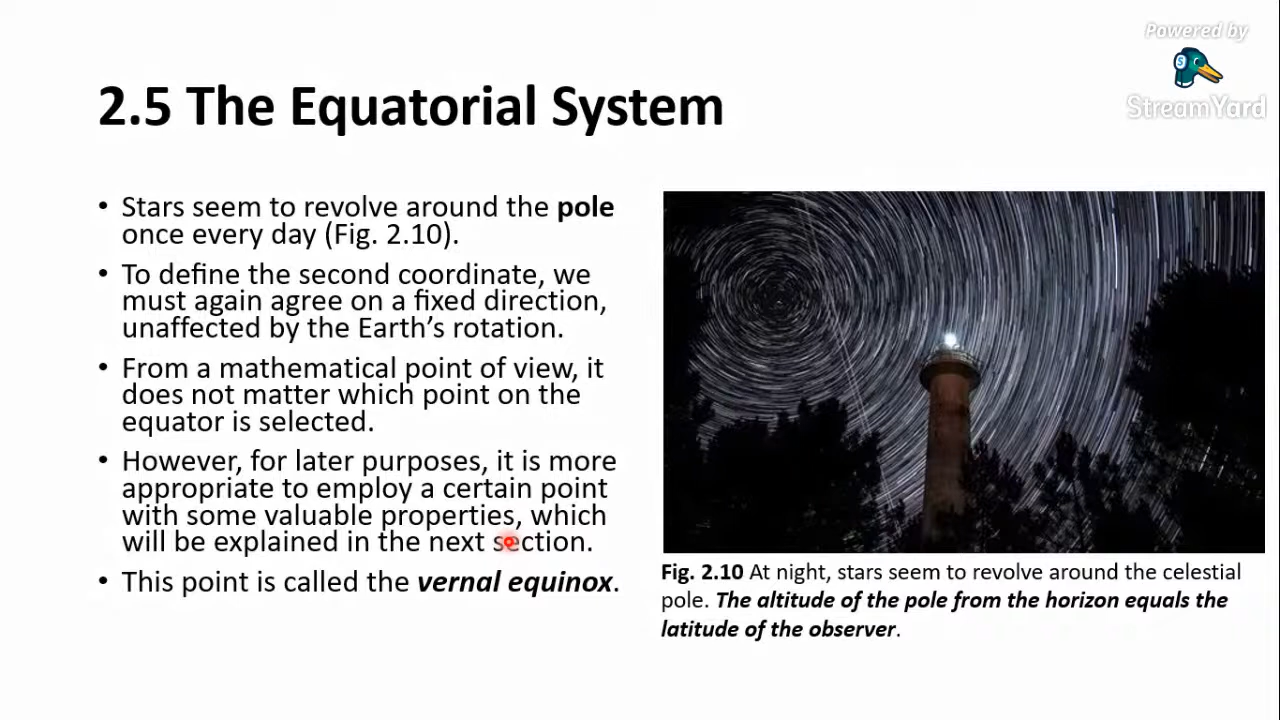 Powered by
StreamYard
2.5 The Equatorial System
• Stars seem to revolve around the pole
once every day (Fig. 2.10).
• To define the second coordinate, we
must again agree on a fixed direction,
unaffected by the Earth's rotation.
• From a mathematical point of view, it
does not matter which point on the
equator is selected.
• However, for later purposes, it is more
appropriate to employ a certain point
with some valuable properties, which
will be explained in the next section.
• This point is called the vernal equinox.
Fig. 2.10 At night, stars seem to revolve around the celestial
pole. The altitude of the pole from the horizon equals the
latitude of the observer.